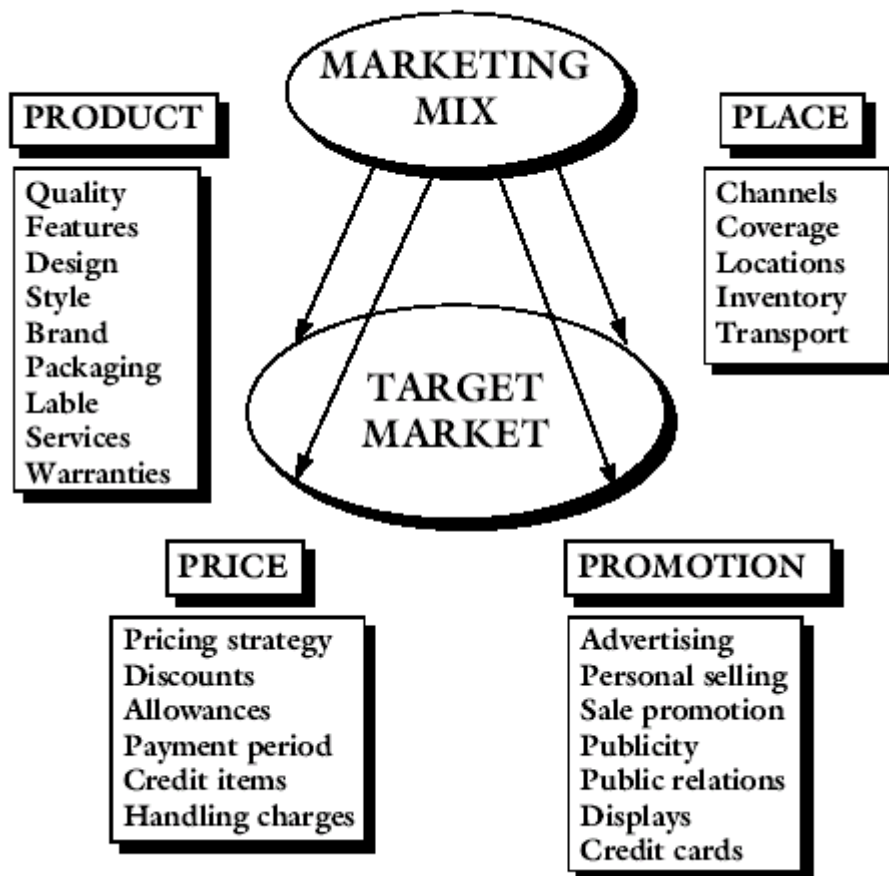 MARKETING
MIX
PRODUCT
Quality
Features
Design
Style
Brand
Packaging
Lable
Services
Warranties
PLACE
Channels
Coverage
Locations
Inventory
Transport
TARGET
MARKET
PRICE
Pricing strategy
Discounts
Allowances
Payment period
Credit items
Handling charges
PROMOTION
Advertising
Personal selling
Sale promotion
Publicity
Public relations
Displays
Credit cards